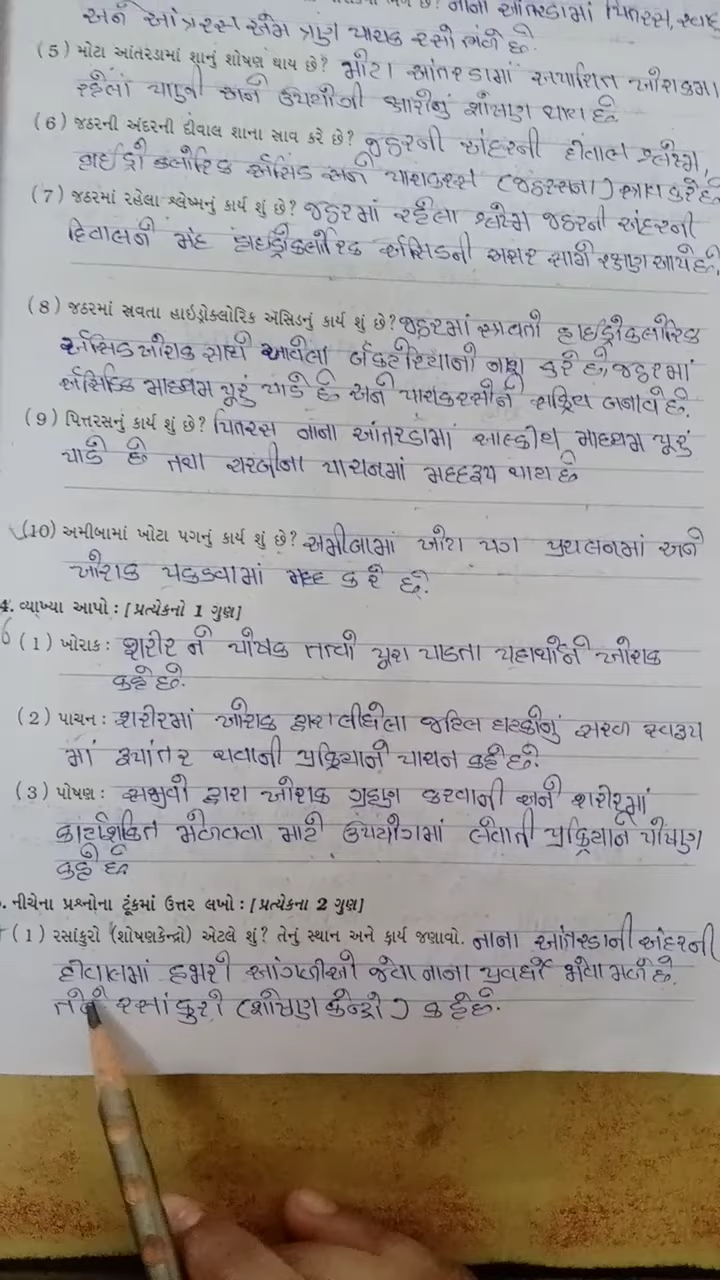 અને આંત્રરસ એમ ત્રણ પાચક રસો ભળે છે.
(5) મોટા આંતરડામાં શાનું શોષણ થાય છે? મોટા આંતરડામાં અપાચિત ખોરાકમાં
રહેલાં પાણી અને ઉપયોગી ક્ષારોનું શોષણ થાય છે
(6) જઠરની અંદરની દીવાલ શાના સ્રાવ કરે છે? જઠરની અંદરની દીવાલ શ્લેષ્મ,
હાઈડ્રો ક્લોરિક ઍસિડ અને પાચકરસ (જઠરરસના) સ્રાવ કરે છે
(7) જઠરમાં રહેલા શ્લેષ્મનું કાર્ય શું છે? જઠરમાં રહેલા શ્લેષ્મ જઠરની અંદરની
દિવાલને મંદ હાઇડ્રોક્લોરિક ઍસિડની અસર સામે રક્ષણ આપે છે.
(8) જઠરમાં સ્રવતા હાઇડ્રોક્લોરિક ઍસિડનું કાર્ય શું છે? જઠરમાં સ્રાવતો હાઇડ્રોકલોરિક
ઍસિડ ખોરાક સાથે આવેલા બેક્ટેરિયાનો નાશ કરે છે, જઠરમાં
ઍસિડિક માધ્યમ પૂરું પાડે છે અને પાચકરસોને સક્રિય બનાવે છે.
(9) પિત્તરસનું કાર્ય શું છે? પિતરસ નાના આંતરડામાં આલ્કીય માધ્યમ પૂરું
પાડે છે તથા ચરબીના પાચનમાં મદદરૂપ થાય છે
(10) અમીબામાં ખોટા પગનું કાર્ય શું છે? અમીબામાં ખોટા પગ પ્રચલનમાં અને
ખોરાક પકડવામાં મદદ કરે છે.
4. વ્યાખ્યા આપો : [પ્રત્યેકનો 1 ગુણ]
(1) ખોરાક: શરીર ને પોષક તત્વો પૂરા પાડતા પદાર્થોને ખોરાક
કહે છે.
(2) પાચન: શરીરમાં ખોરાક દ્વારા લીધેલા જટિલ ઘટકોનું સરળ સ્વરૂપ
માં રૂપાંતર થવાની પ્રક્રિયાને પાચન કહે છે.
(3) પોષણ: સજીવો દ્વારા ખોરાક ગ્રહણ કરવાની અને શરીરમાં
કાર્યશક્તિ મેળવવા માટે ઉપયોગમાં લેવાતી પ્રક્રિયાને પોષણ
કહે છે
. નીચેના પ્રશ્નોના ટૂંકમાં ઉત્તર લખો : [પ્રત્યેકના 2 ગુણ]
(1) રસાંકુરો (શોષણકેન્દ્રો) એટલે શું? તેનું સ્થાન અને કાર્ય જણાવો. નાના આંતરડાની અંદરની
દીવાલમાં હજારો આંગળીઓ જેવા નાના પ્રવર્ધો જોવા મળે છે.
તેને રસાંકુરો (શોષણ કેન્દ્રો) કહે છે.